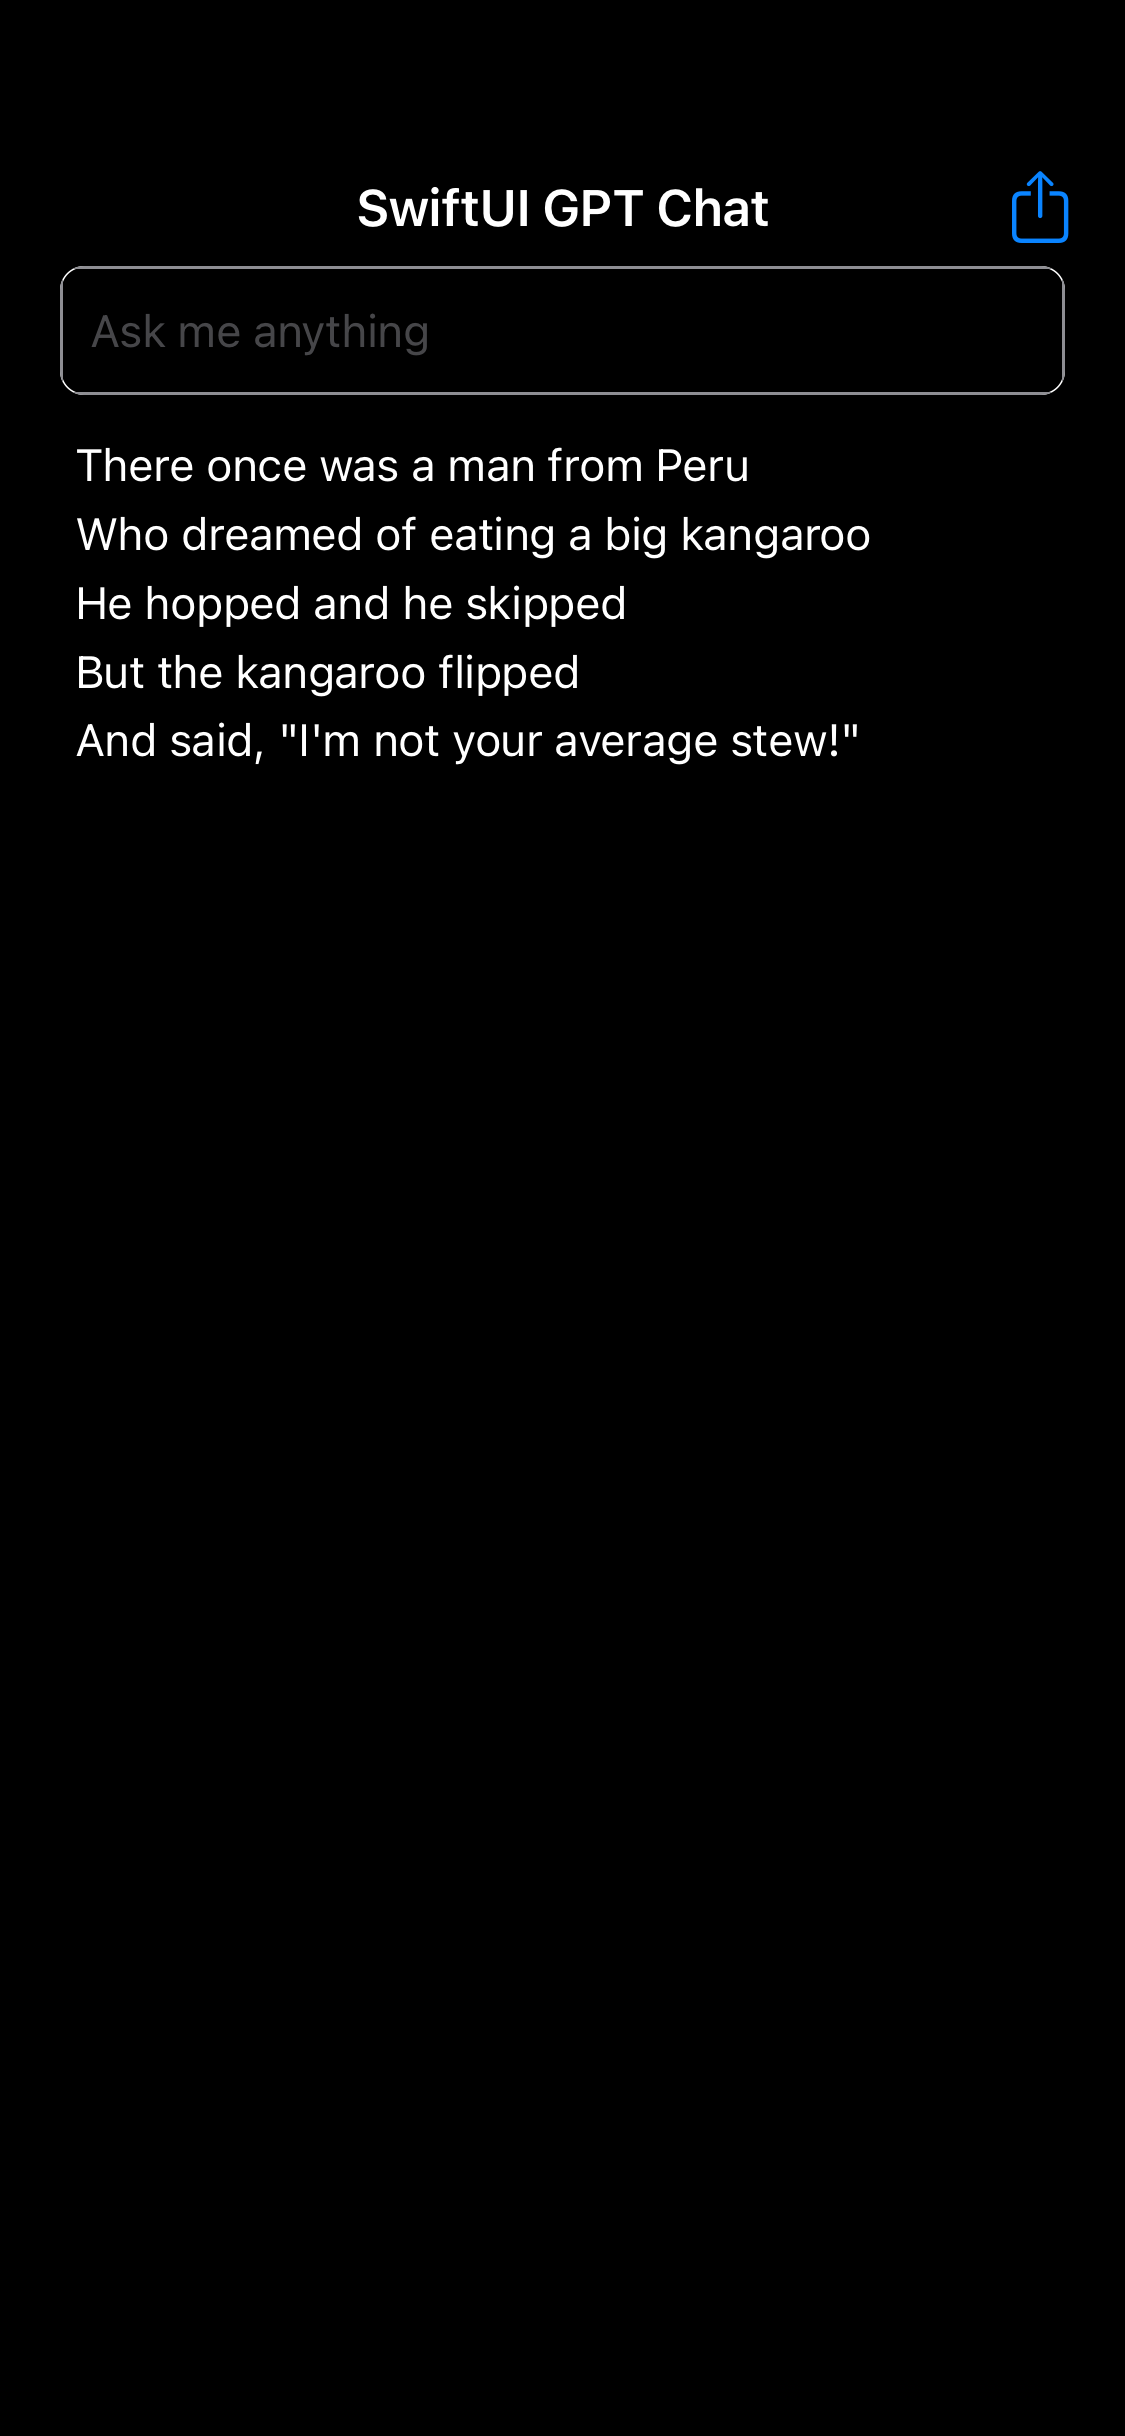 SwiftUI GPT Chat
Ask me anything
There once was a man from Peru
Who dreamed of eating a big kangaroo
He hopped and he skipped
But the kangaroo flipped
And said, "I'm not your average stew!"